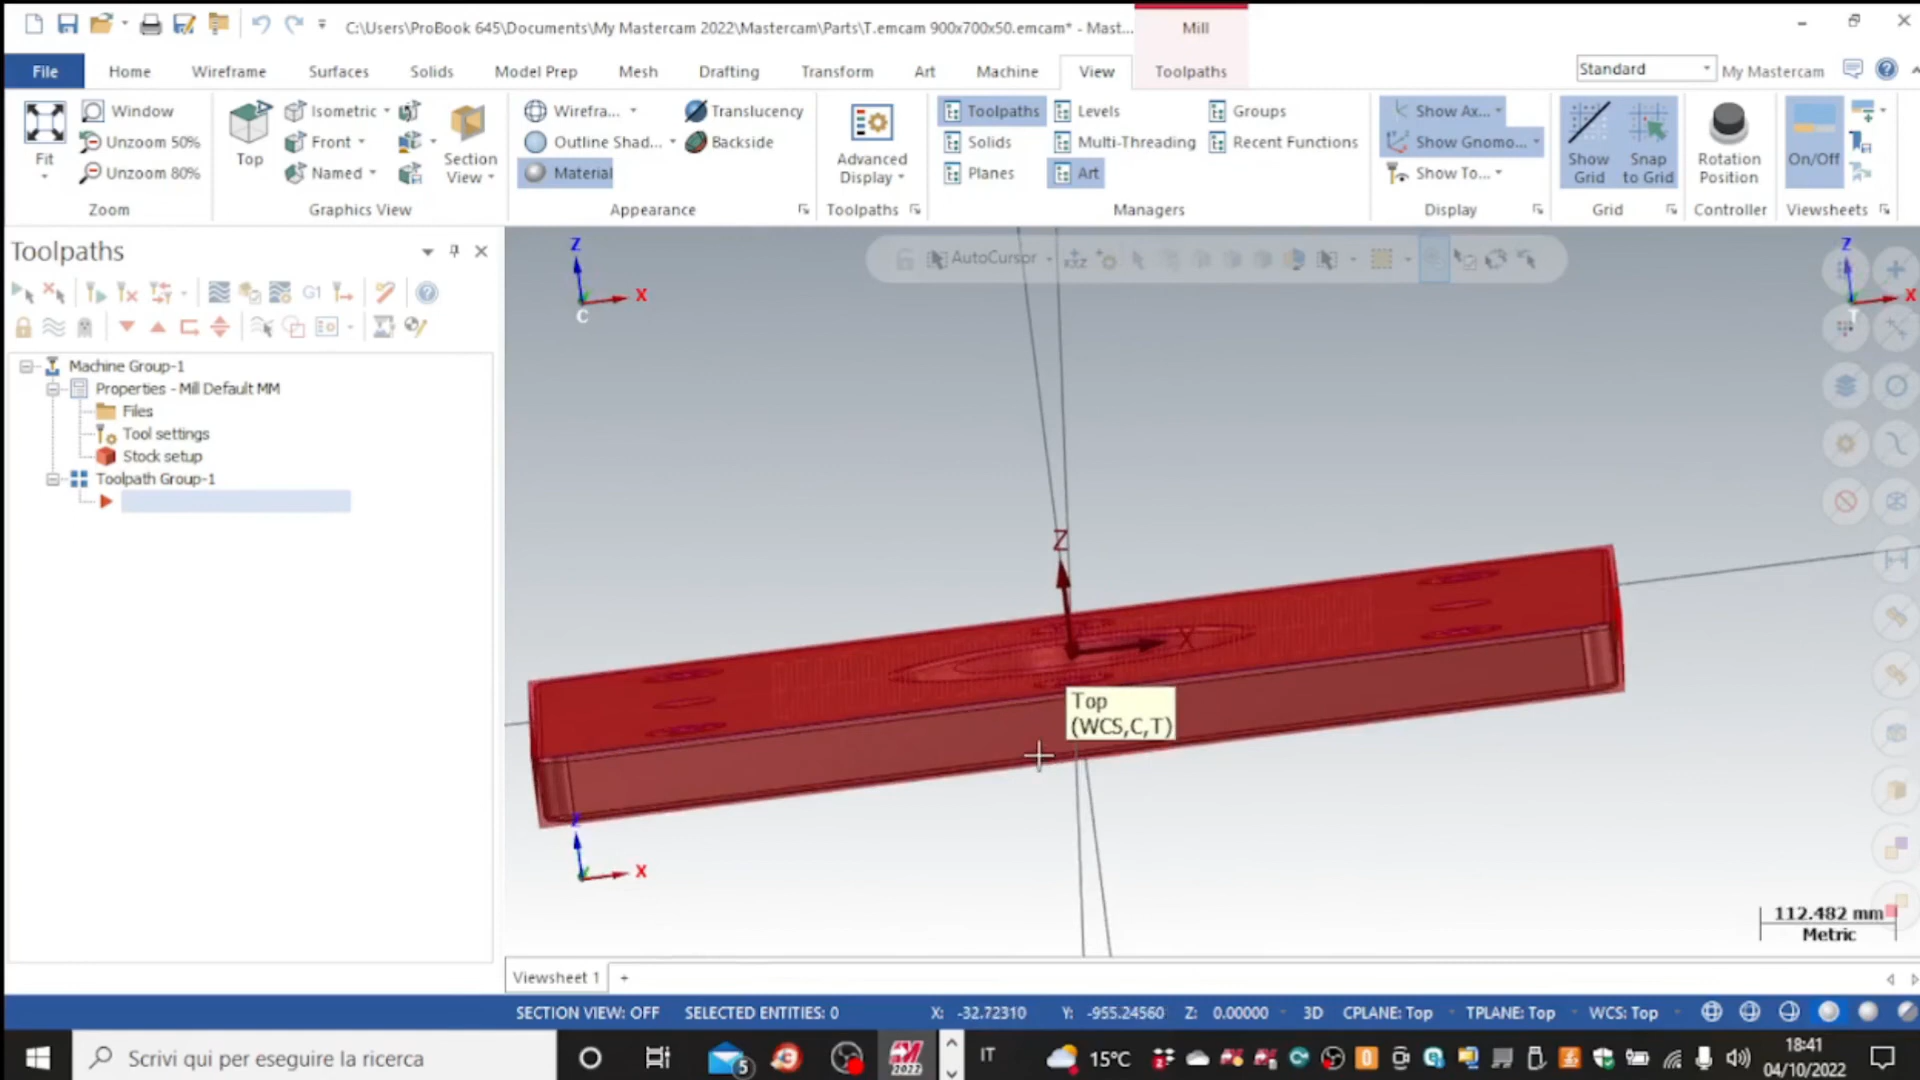 C:\Users\ProBook 645\Documents\My Mastercam 2022\Mastercam\Parts\T.emcam 900x700x50.emcam* - Mast...
Mill
File
Home
Wireframe
Surfaces
Solids
Model Prep
Mesh
Drafting
Transform
Art
Machine
View
Toolpaths
Standard
My Mastercam
Fit
Window
Unzoom 50%
Unzoom 80%
Zoom
Top
Isometric
Front
Named
Section
View
Graphics View
Wirefra...
Outline Shad...
Material
Translucency
Backside
Appearance
Advanced
Display
Toolpaths
Toolpaths
Solids
Planes
Levels
Multi-Threading
Art
Groups
Recent Functions
Managers
Show Ax...
Show Gnomo...
Show To...
Display
Show
Grid
Snap
to Grid
Grid
Rotation
Position
Controller
On/Off
Viewsheets
Toolpaths
G1
Machine Group-1
Properties - Mill Default MM
Files
Tool settings
Stock setup
Toolpath Group-1
AutoCursor
Z
X
C
Z
X
T
Z
X
Top
(WCS,C,T)
Z
X
112.482 mm
Metric
Viewsheet 1
+
SECTION VIEW: OFF
SELECTED ENTITIES: 0
X: -32.72310
Y: -955.24560
Z: 0.00000
3D
CPLANE: Top
TPLANE: Top
WCS: Top
Scrivi qui per eseguire la ricerca
5
2022
IT
15°C
18:41
04/10/2022